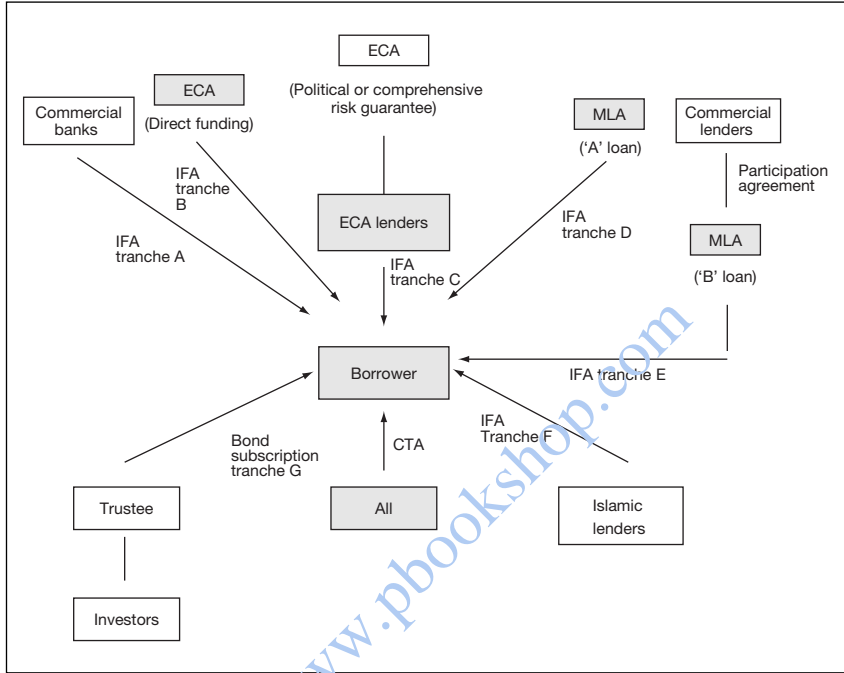 ECA
(Political or comprehensive
risk guarantee)
ECA
(Direct funding)
Commercial
banks
MLA
('A' loan)
Commercial
lenders
Participation
agreement
IFA
tranche
B
IFA
tranche A
ECA lenders
IFA
tranche C
IFA
tranche D
MLA
('B' loan)
Borrower
IFA tranche E
Bond
subscription
tranche G
CTA
IFA
Tranche F
Trustee
All
Islamic
lenders
Investors
www.pbookshop.com